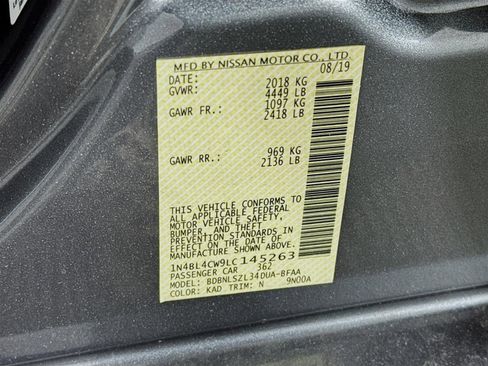 MFD BY NISSAN MOTOR CO., LTD
DATE: 08/19
GVWR: 2018 KG
4449 LB
GAWR FR.: 1097 KG
2418 LB
GAWR RR.: 969 KG
2136 LB
THIS VEHICLE CONFORMS TO
ALL APPLICABLE FEDERAL
MOTOR VEHICLE SAFETY,
BUMPER, AND THEFT
PREVENTION STANDARDS
IN EFFECT ON THE DATE OF
MANUFACTURE SHOWN ABOVE.
1N4BL4CW9LC145263
PASSENGER CAR 362
MODEL: BDBNLSZL34DUA-BFAA
COLOR: KAD TRIM: N 9N00A